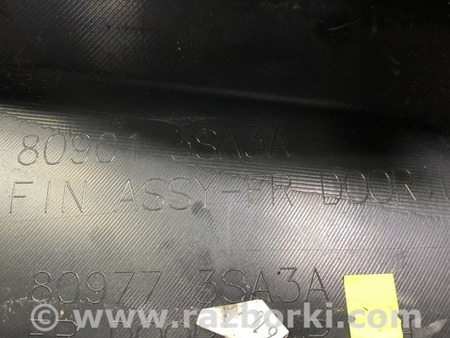 80901 3SA3A
FIN ASSY-FR DOOR,
80977 3SA3A
www.razborki.com